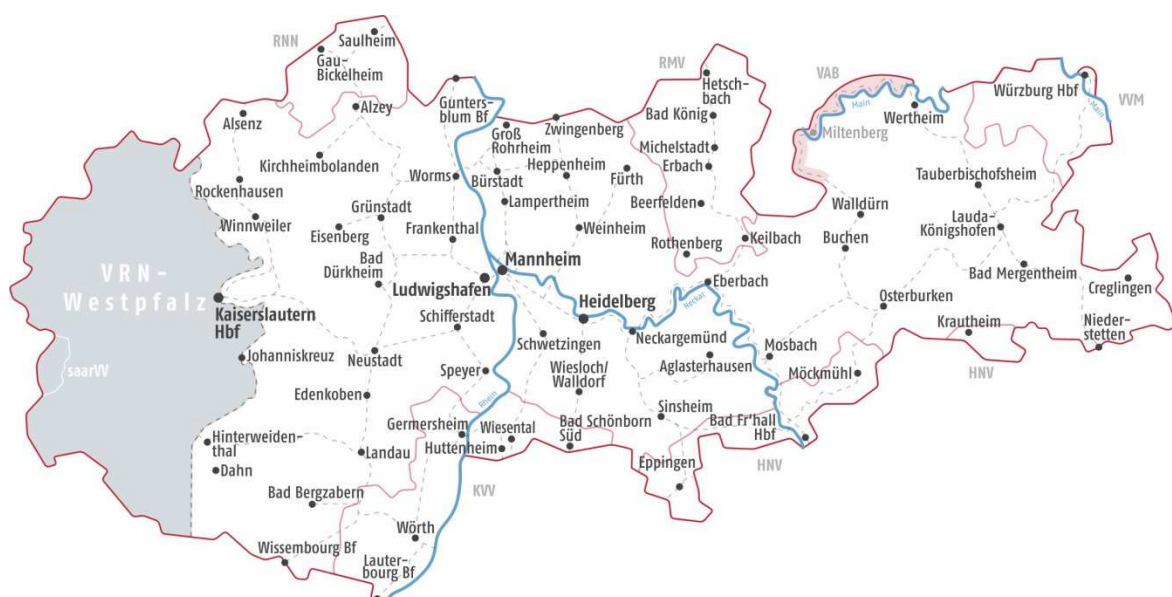 RNN
Saulheim
Gau-
Bickelheim
Alzey
Alsenz
Kirchheimbolanden
Rockenhausen
Winnweiler
VRN-
Westpfalz
saarVV
Kaiserslautern
Hbf
Johanniskreuz
Hinterweiden-
thal
Dahn
Bad Bergzabern
Wissembourg Bf
Lauter-
bourg Bf
Wörth
Landau
Edenkoben
Neustadt
Grünstadt
Eisenberg
Bad
Dürkheim
Frankenthal
Worms
Gunters-
blum Bf
Ludwigshafen
Schifferstadt
Speyer
Germersheim
Rhein
KVV
Huttenheim
Wiesental
Bad Schönborn
Süd
Wiesloch/
Walldorf
Schwetzingen
Mannheim
Heidelberg
Groß
Rohrheim
Bürstadt
Lampertheim
Zwingenberg
Heppenheim
Fürth
Weinheim
RMV
Hetsch-
bach
Bad König
Michelstadt
Erbach
Beerfelden
Rothenberg
Keilbach
Eberbach
Neckar
Neckargemünd
Aglasterhausen
Sinsheim
Eppingen
HNV
Bad Fr'hall
Hbf
Mosbach
Möckmühl
Osterburken
Buchen
Walldürn
VAB
Main
Miltenberg
Wertheim
Würzburg Hbf
Main
VVM
Tauberbischofsheim
Lauda-
Königshofen
Bad Mergentheim
Creglingen
Nieder-
stetten
Krautheim
HNV